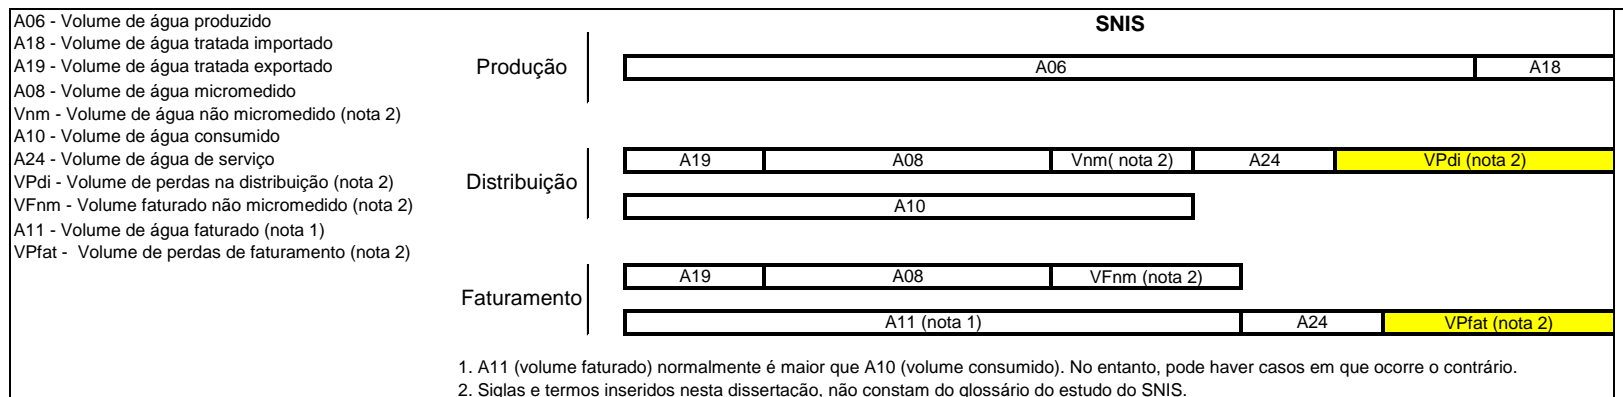 A06 - Volume de água produzido
A18 - Volume de água tratada importado
A19 - Volume de água tratada exportado
A08 - Volume de água micromedido
Vnm - Volume de água não micromedido (nota 2)
A10 - Volume de água consumido
A24 - Volume de água de serviço
VPdi - Volume de perdas na distribuição (nota 2)
VFnm - Volume faturado não micromedido (nota 2)
A11 - Volume de água faturado (nota 1)
VPfat -  Volume de perdas de faturamento (nota 2)
SNIS
Produção
A06 A18
Distribuição
A19 A08 Vnm( nota 2) A24 VPdi (nota 2)
A10
Faturamento
A19 A08 VFnm (nota 2)
A11 (nota 1) A24 VPfat (nota 2)
1. A11 (volume faturado) normalmente é maior que A10 (volume consumido). No entanto, pode haver casos em que ocorre o contrário.
2. Siglas e termos inseridos nesta dissertação, não constam do glossário do estudo do SNIS.